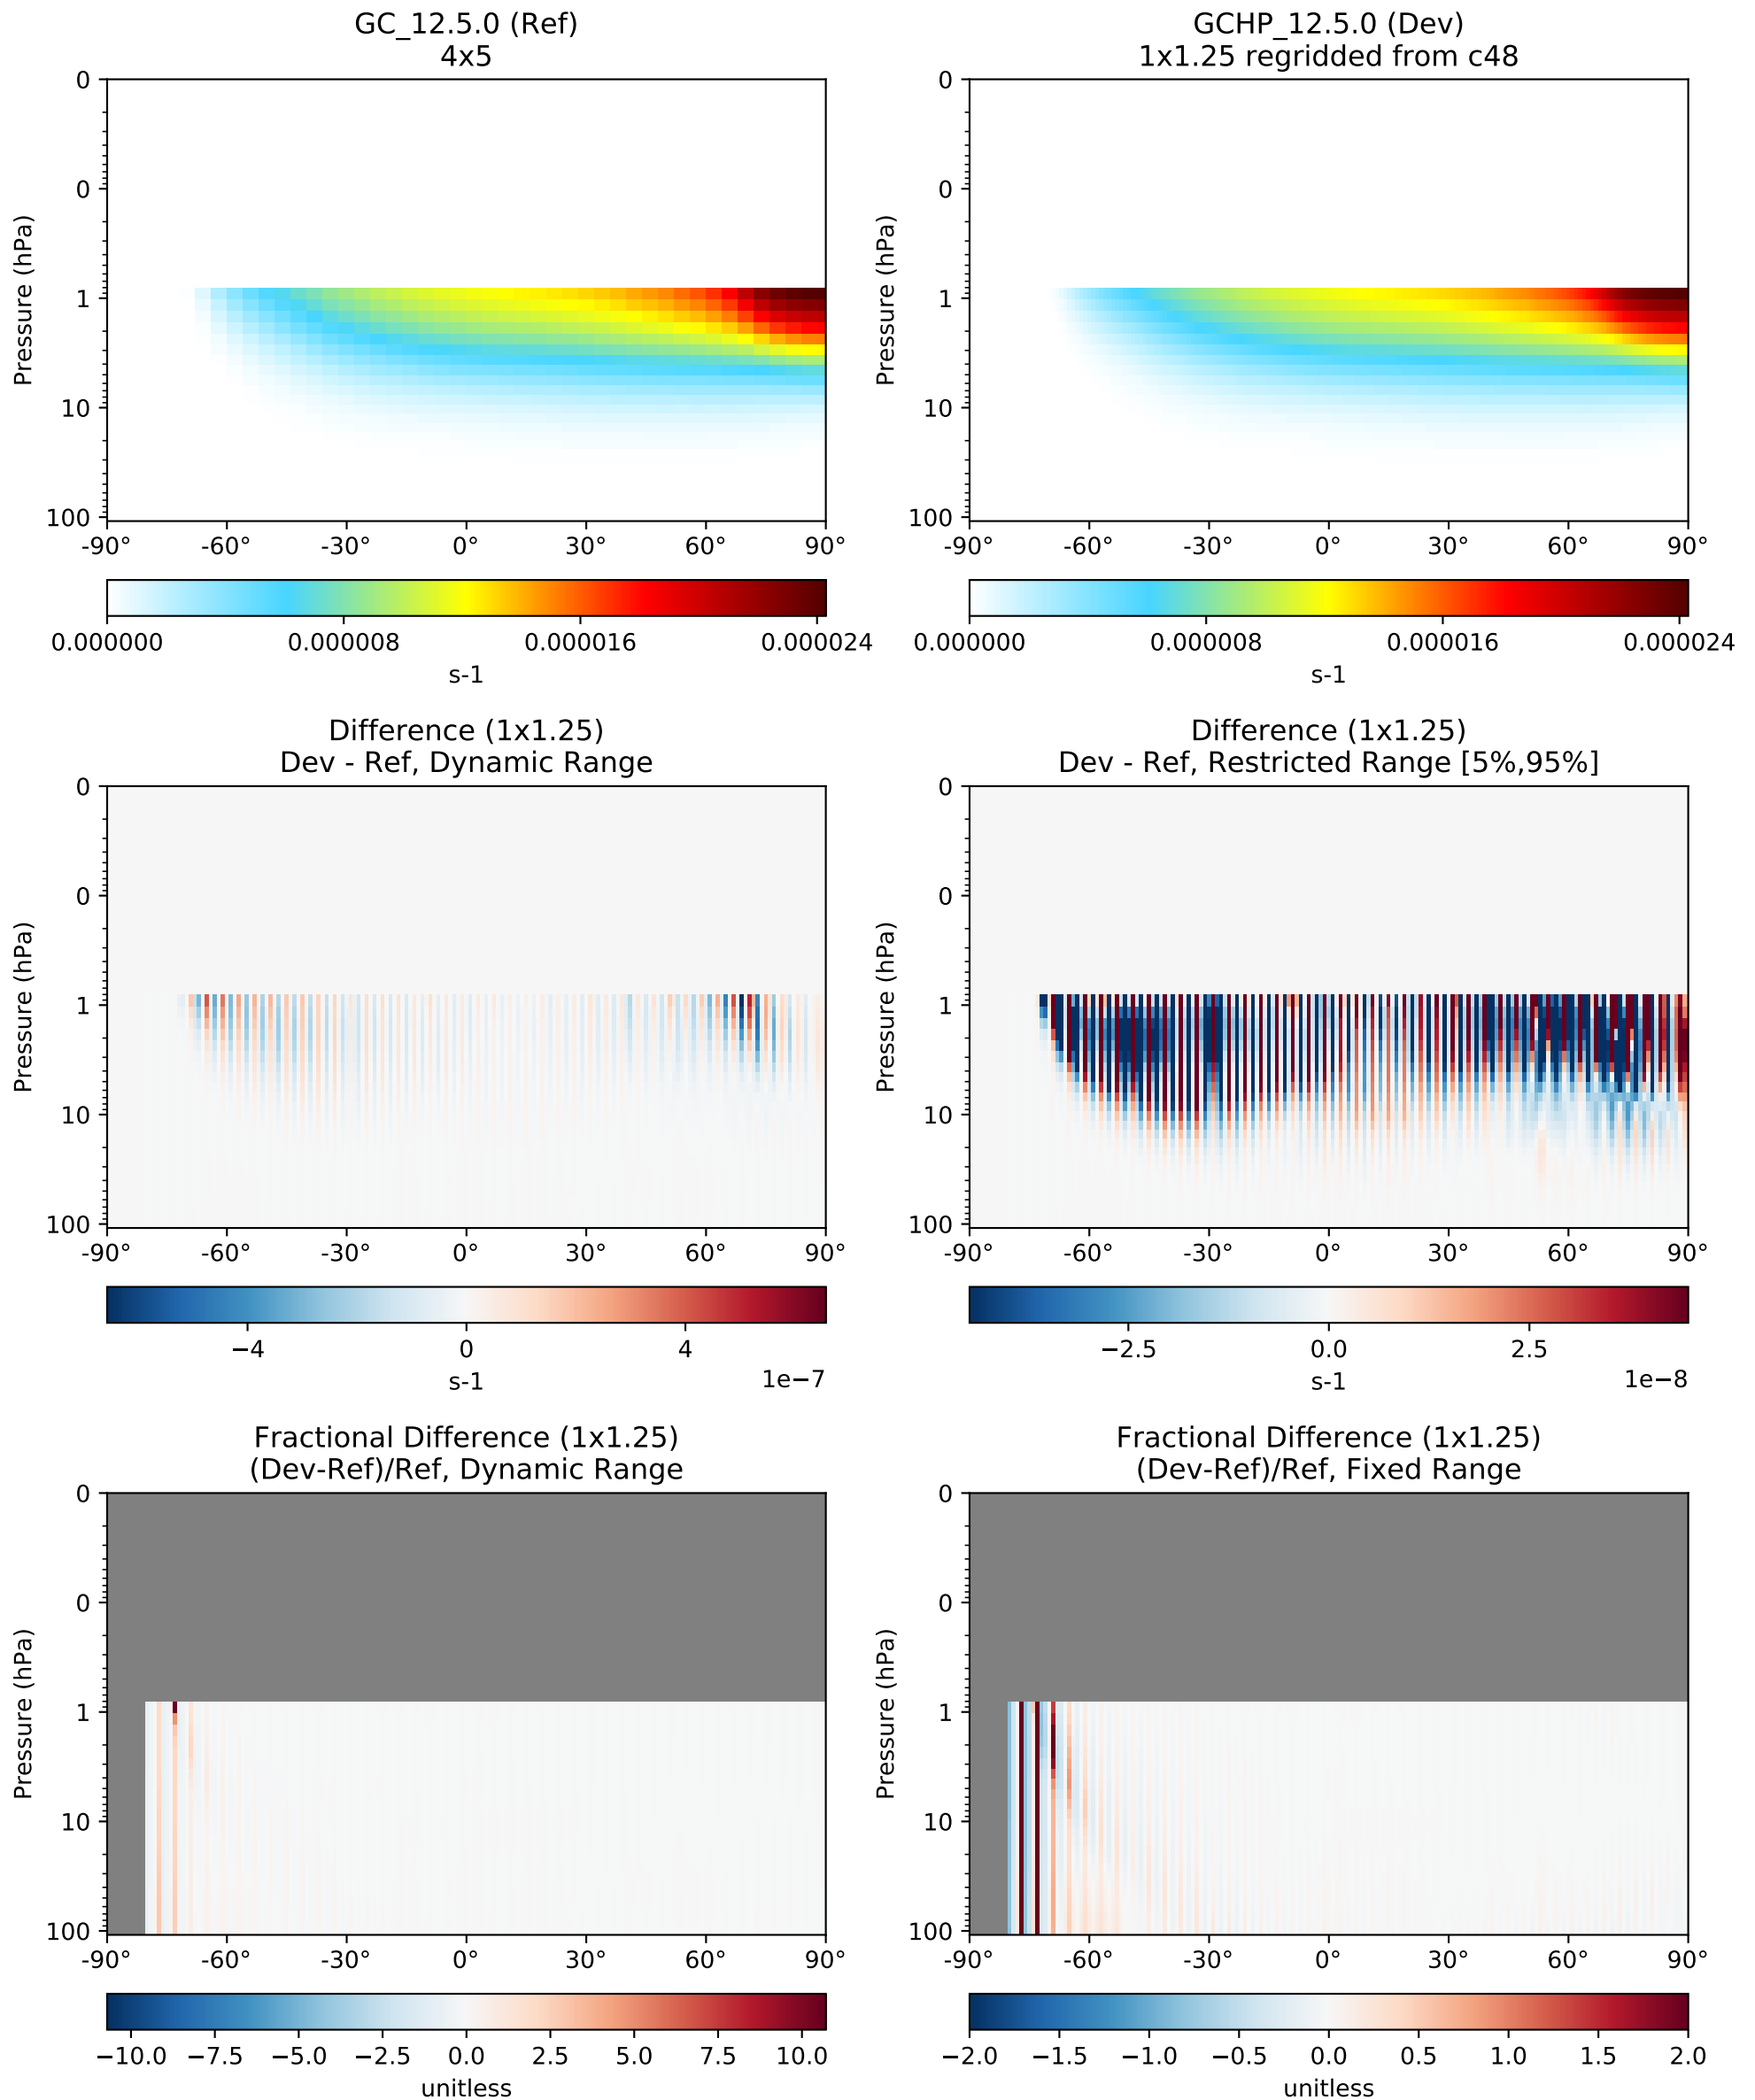 GC_12.5.0 (Ref)
4x5
0
0
1
10
100
Pressure (hPa)
-90° -60° -30° 0° 30° 60° 90°
0.000000 0.000008 0.000016 0.000024
s-1
GCHP_12.5.0 (Dev)
1x1.25 regridded from c48
0
0
1
10
100
Pressure (hPa)
-90° -60° -30° 0° 30° 60° 90°
0.000000 0.000008 0.000016 0.000024
s-1
Difference (1x1.25)
Dev - Ref, Dynamic Range
0
0
1
10
100
Pressure (hPa)
-90° -60° -30° 0° 30° 60° 90°
−4 0 4
s-1 1e−7
Difference (1x1.25)
Dev - Ref, Restricted Range [5%,95%]
0
0
1
10
100
Pressure (hPa)
-90° -60° -30° 0° 30° 60° 90°
−2.5 0.0 2.5
s-1 1e−8
Fractional Difference (1x1.25)
(Dev-Ref)/Ref, Dynamic Range
0
0
1
10
100
Pressure (hPa)
-90° -60° -30° 0° 30° 60° 90°
−10.0 −7.5 −5.0 −2.5 0.0 2.5 5.0 7.5 10.0
unitless
Fractional Difference (1x1.25)
(Dev-Ref)/Ref, Fixed Range
0
0
1
10
100
Pressure (hPa)
-90° -60° -30° 0° 30° 60° 90°
−2.0 −1.5 −1.0 −0.5 0.0 0.5 1.0 1.5 2.0
unitless